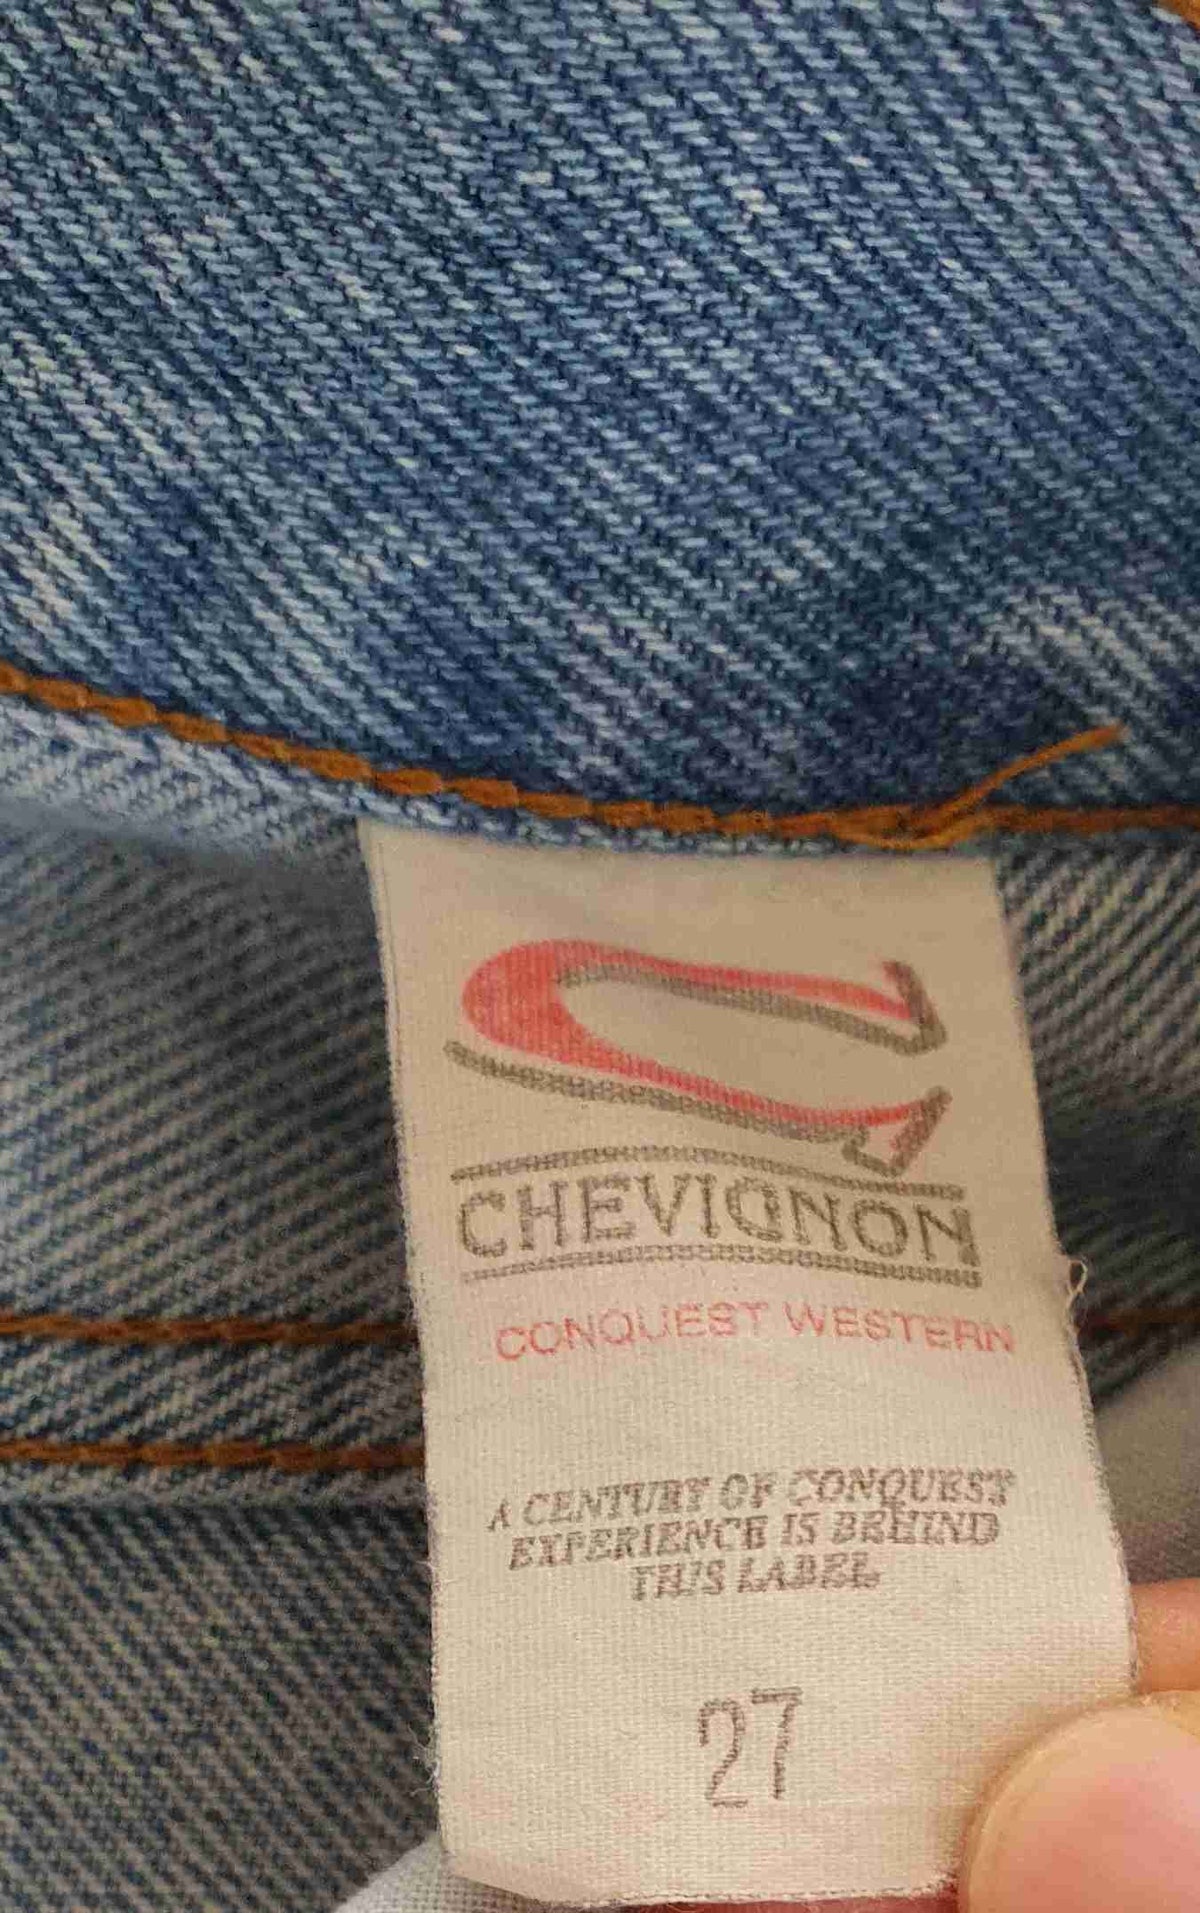 CHEVIGNON
CONQUEST WESTERN
A CENTURY OF CONQUEST
EXPERIENCE IS BEHIND
THIS LABEL
27